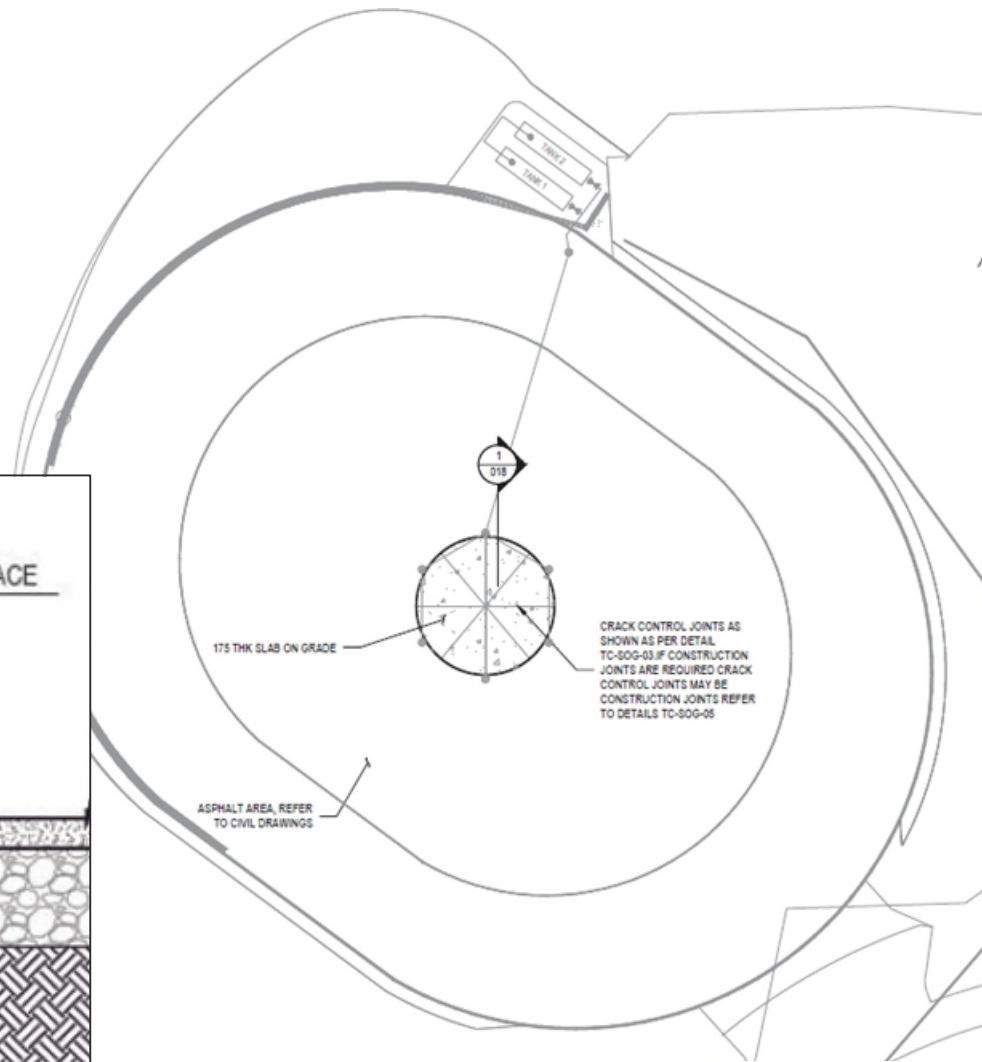 TANK 2
TANK 1
1
018
ACE
175 THK SLAB ON GRADE
CRACK CONTROL JOINTS AS
SHOWN AS PER DETAIL
TC-SOG-03.IF CONSTRUCTION
JOINTS ARE REQUIRED CRACK
CONTROL JOINTS MAY BE
CONSTRUCTION JOINTS REFER
TO DETAILS TC-SOG-05
ASPHALT AREA, REFER
TO CIVIL DRAWINGS